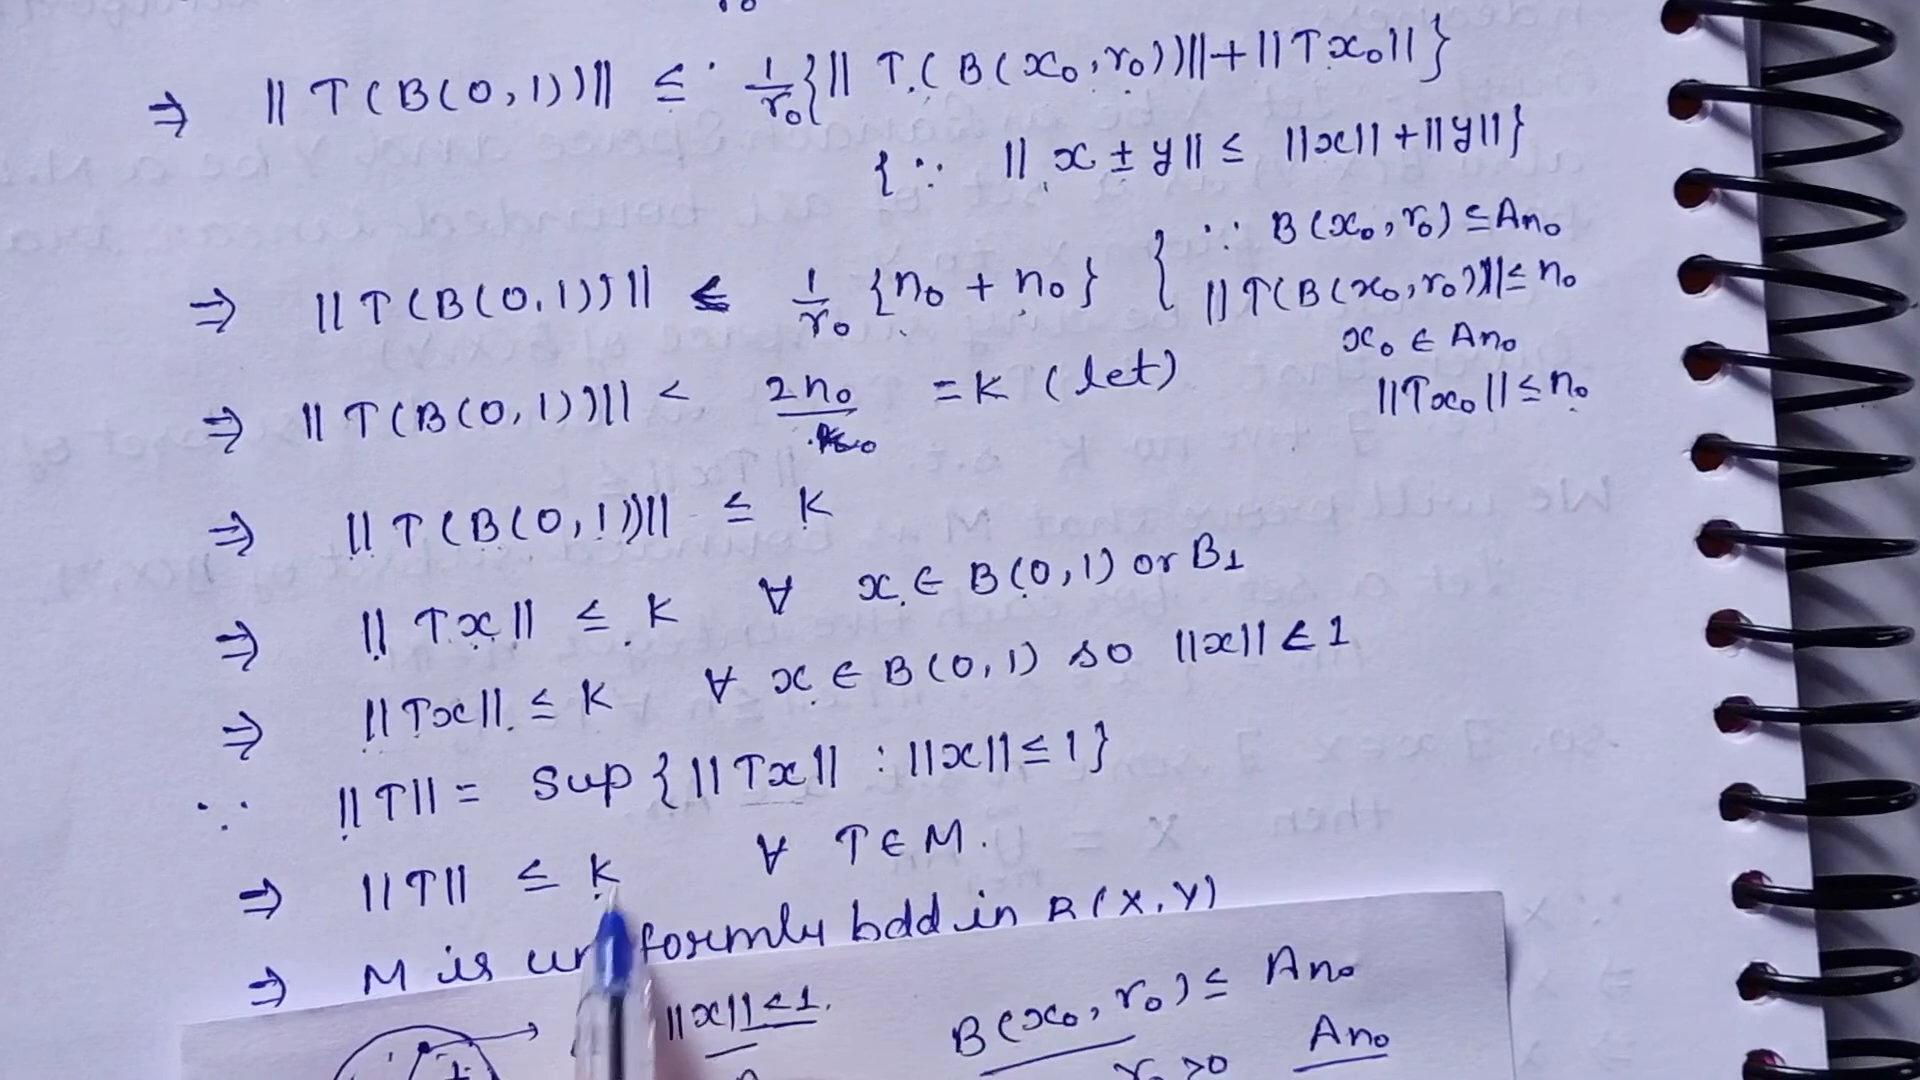 ⇒ || T(B(0,1))|| ≤ 1/r₀ {|| T(B(x₀,r₀))||+||Tx₀||}
{∵ || x ± y|| ≤ ||x||+||y||}
⇒ ||T(B(0,1))|| ≤ 1/r₀ {n₀ + n₀} { ∵ B(x₀,r₀) ⊆ An₀
||T(B(x₀,r₀))||≤ n₀
x₀ ∈ An₀
||Tx₀||≤ n₀
⇒ ||T(B(0,1))|| < 2n₀/r₀ = K (let)
⇒ ||T(B(0,1))|| ≤ K
⇒ ||Tx|| ≤ K ∀ x ∈ B(0,1) or B₁
⇒ ||Tx|| ≤ K ∀ x ∈ B(0,1) so ||x|| < 1
∵ ||T|| = Sup {||Tx|| : ||x|| ≤ 1}
⇒ ||T|| ≤ K ∀ T ∈ M.
⇒ M is uniformly bdd in B(X,Y)
||x||<1.
B(x₀,r₀) ⊆ An₀
r₀ >0 An₀